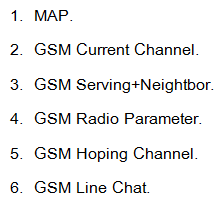 1. MAP.
2. GSM Current Channel.
3. GSM Serving+Neightbor.
4. GSM Radio Parameter.
5. GSM Hoping Channel.
6. GSM Line Chat.